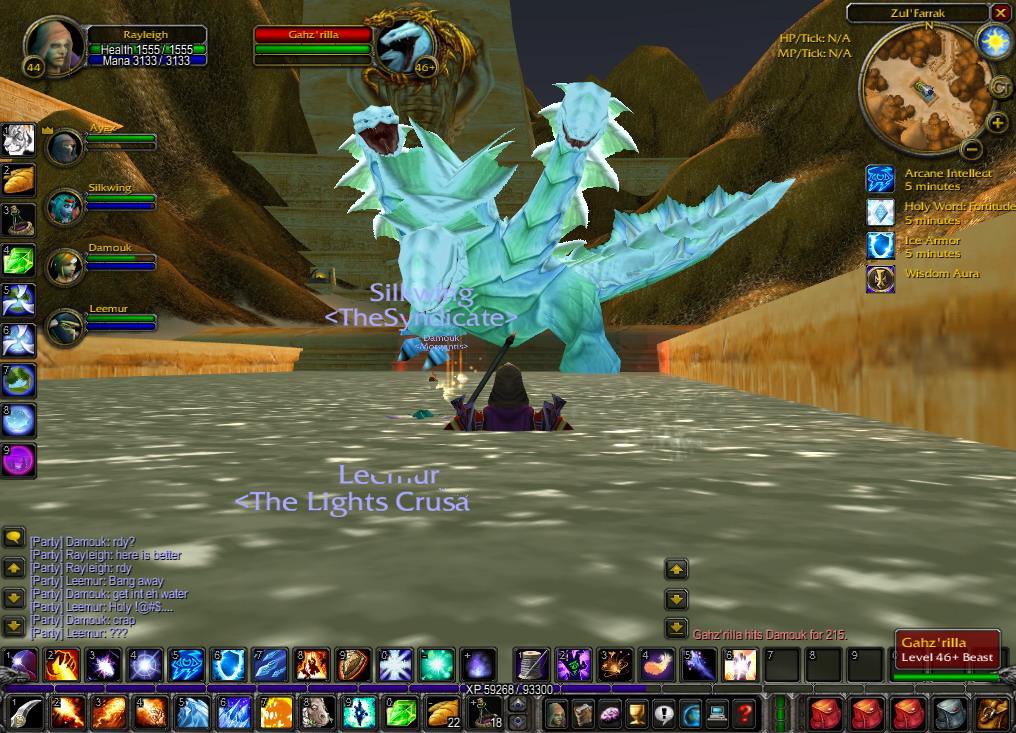 Rayleigh
Health 1555 / 1555
Mana 3133 / 3133
44
Gahz'rilla
46+
Zul'Farrak
N
HP/Tick: N/A
MP/Tick: N/A
Silkwing
Damouk
Leemur
Arcane Intellect
5 minutes
Holy Word: Fortitude
5 minutes
Ice Armor
5 minutes
Wisdom Aura
Silkwing
<TheSyndicate>
Damouk
Leemur
<The Lights Crusa
[Party] Damouk: rdy?
[Party] Rayleigh: here is better
[Party] Rayleigh: rdy
[Party] Leemur: Bang away
[Party] Damouk: get int eh water
[Party] Leemur: Holy !@#$....
[Party] Damouk: crap
[Party] Leemur: ???
Gahz'rilla hits Damouk for 215.
Gahz'rilla
Level 46+ Beast
XP 59268 / 93300
22
18